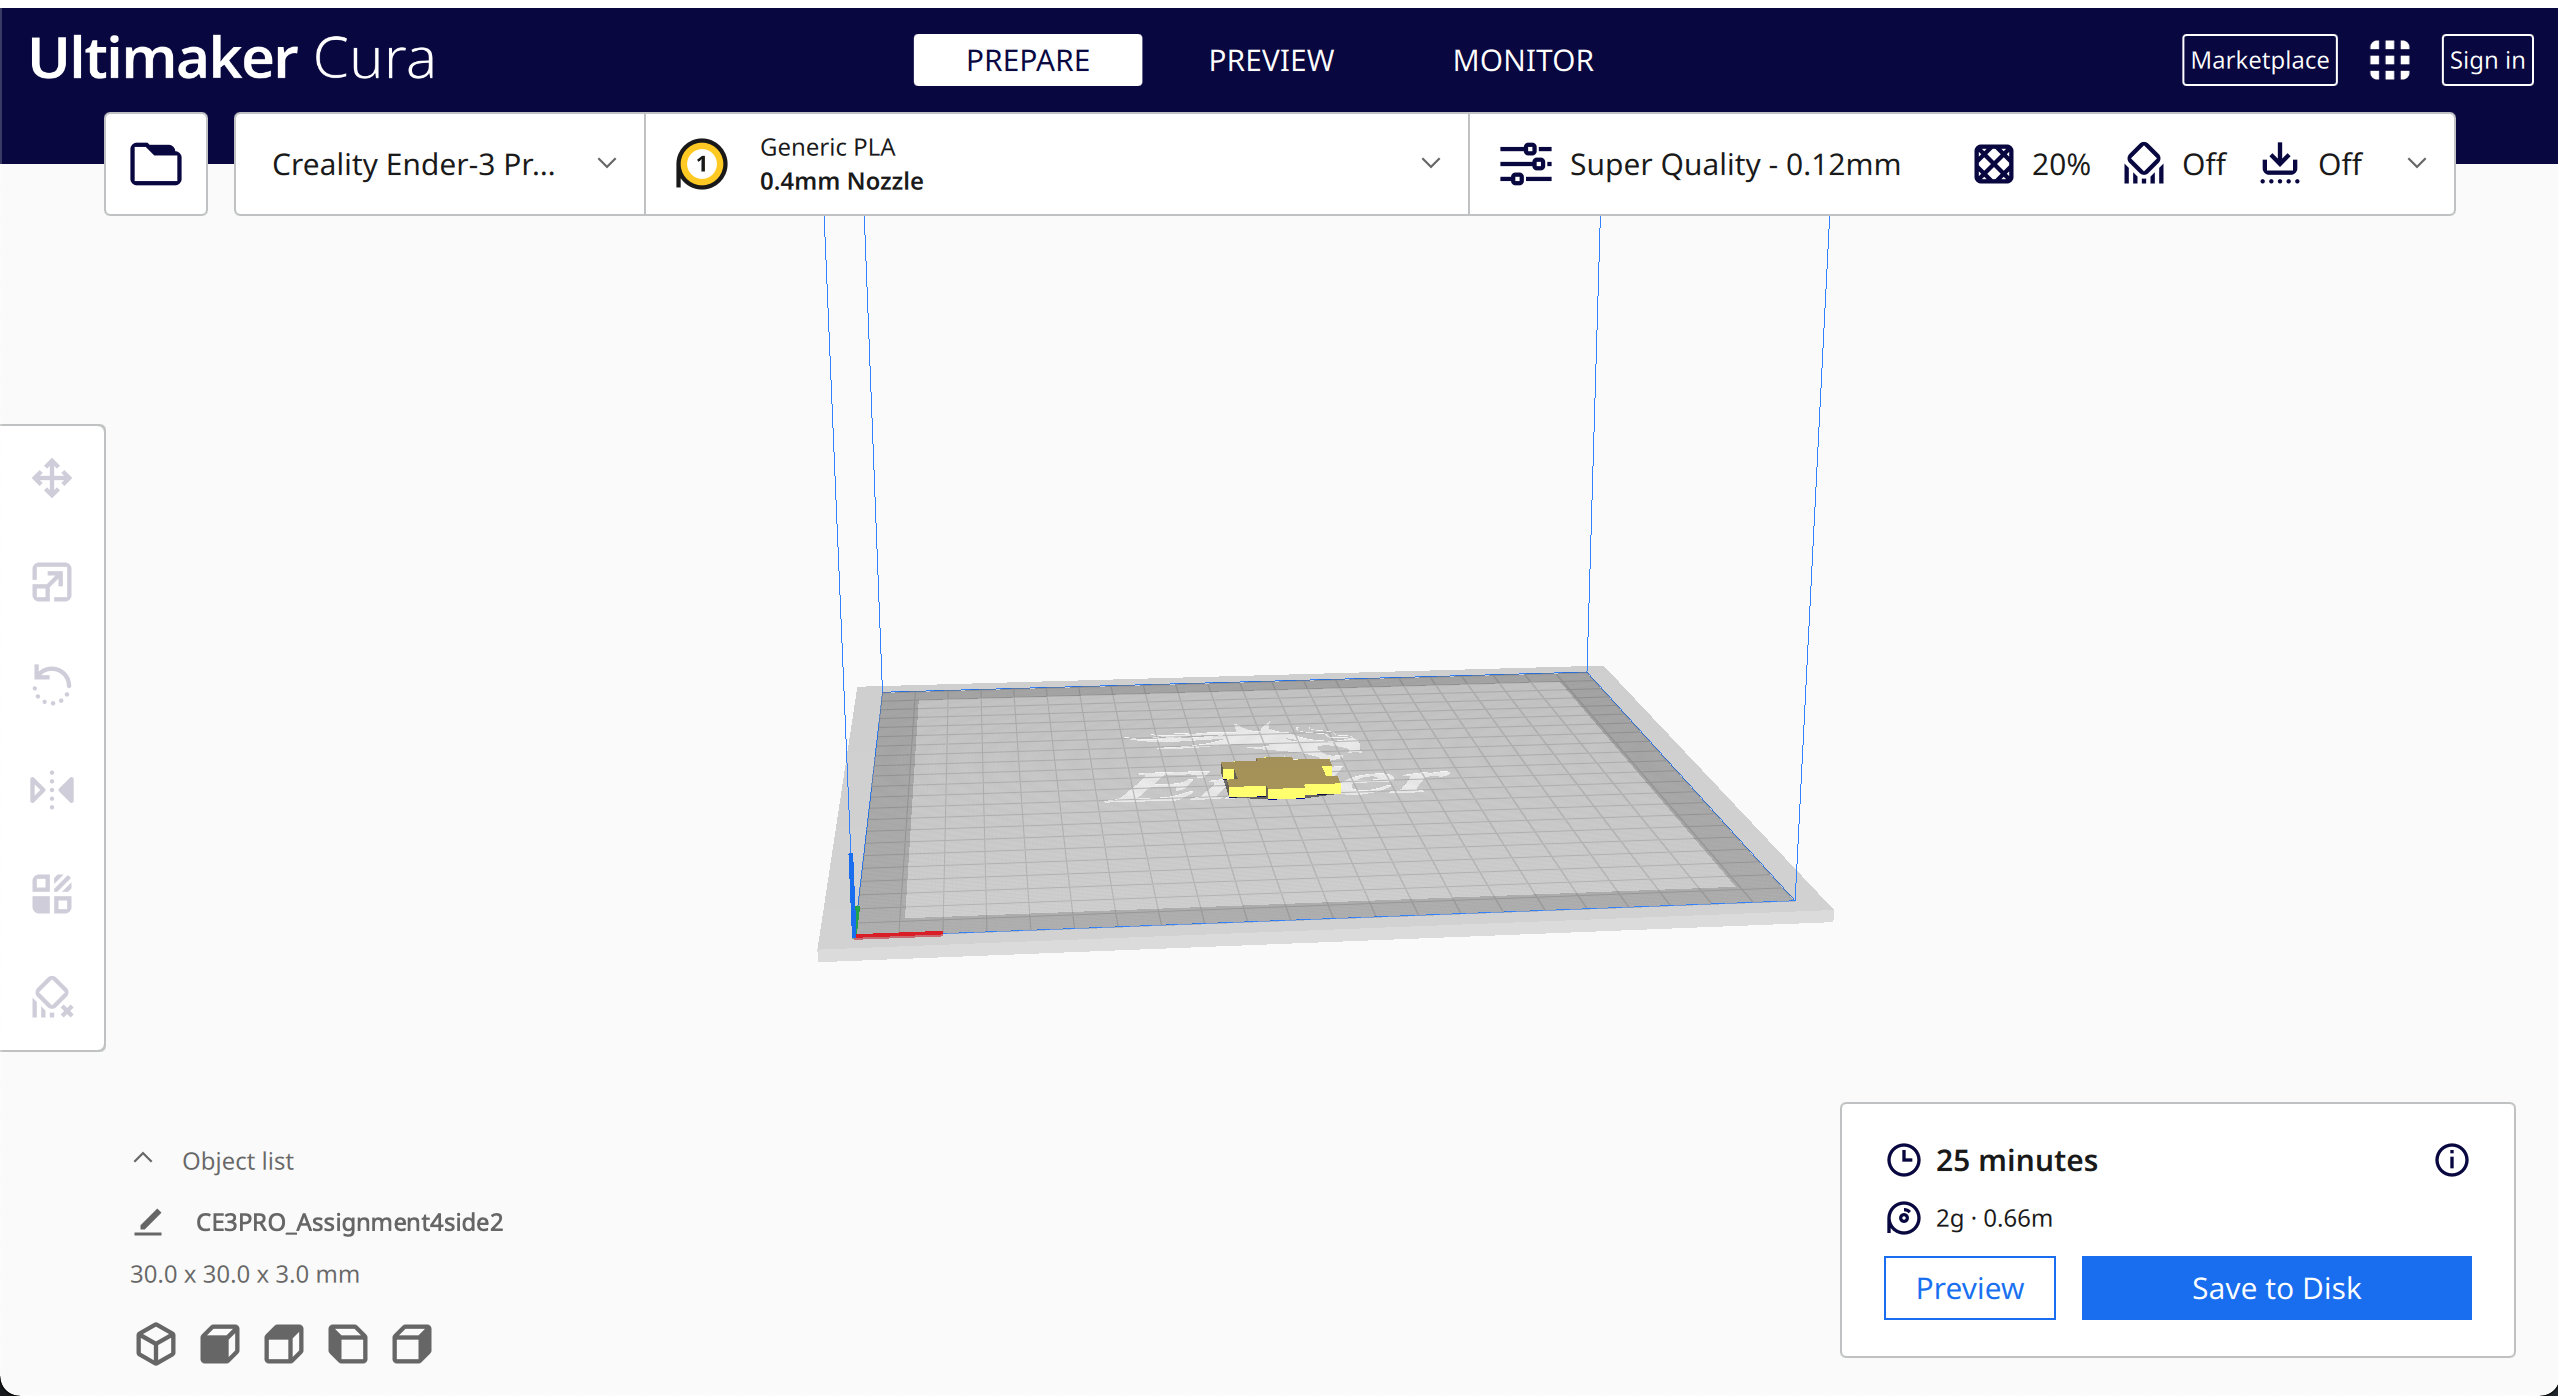 Ultimaker Cura
PREPARE
PREVIEW
MONITOR
Marketplace
Sign in
Creality Ender-3 Pr...
1
Generic PLA
0.4mm Nozzle
Super Quality - 0.12mm
20%
Off
Off
Object list
CE3PRO_Assignment4side2
30.0 x 30.0 x 3.0 mm
25 minutes
2g · 0.66m
Preview
Save to Disk